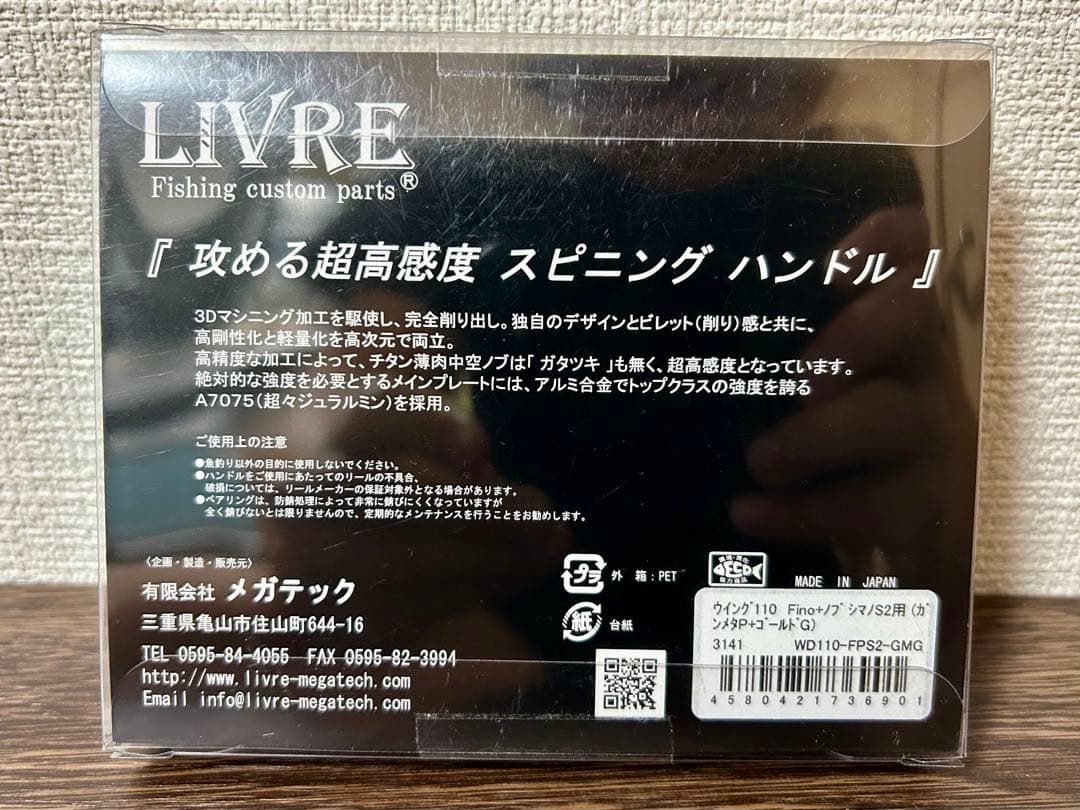 LIVRE
Fishing custom parts®
『 攻める超高感度 スピニング ハンドル 』
3Dマシニング加工を駆使し、完全削り出し。独自のデザインとビレット(削り)感と共に、
高剛性化と軽量化を高次元で両立。
高精度な加工によって、チタン薄肉中空ノブは「 ガタツキ 」も無く、超高感度となっています。
絶対的な強度を必要とするメインプレートには、アルミ合金でトップクラスの強度を誇る
A7075(超々ジュラルミン)を採用。
ご使用上の注意
●魚釣り以外の目的に使用しないでください。
●ハンドルをご使用にあたってのリールの不具合、
破損については、リールメーカーの保証対象外となる場合があります。
●ベアリングは、防錆処理によって非常に錆びにくくなっていますが
全く錆びないとは限りませんので、定期的なメンテナンスを行うことをお勧めします。
〈企画・製造・販売元〉
有限会社 メガテック
三重県亀山市住山町644-16
TEL 0595-84-4055 FAX 0595-82-3994
http://www.livre-megatech.com
Email info@livre-megatech.com
プラ 外 箱:PET
紙 台紙
MADE IN JAPAN
ウイング110 Fino+ノブ シマノS2用 (ガ
ンメタP+ゴールドG)
3141 WD110-FPS2-GMG
4580421736901